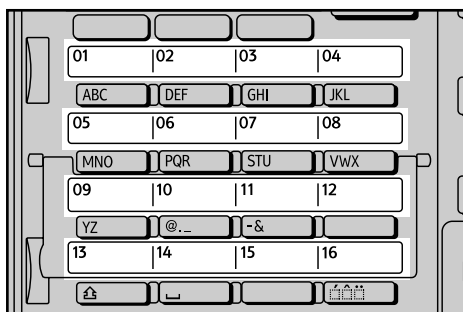 01 02 03 04
ABC DEF GHI JKL
05 06 07 08
MNO PQR STU VWX
09 10 11 12
YZ @._ -&
13 14 15 16
áôü